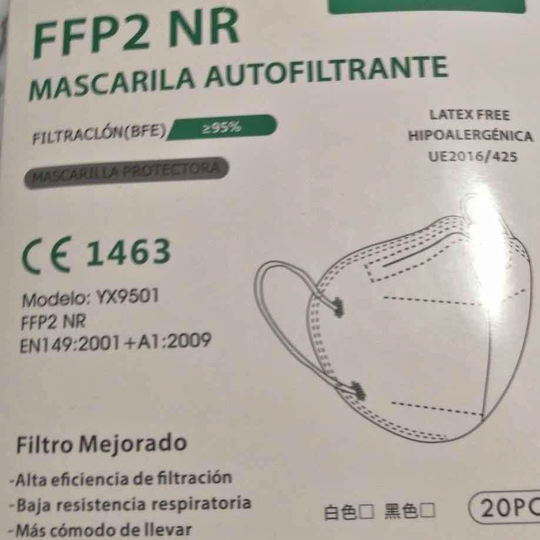 FFP2 NR
MASCARILA AUTOFILTRANTE
FILTRACLÓN(BFE) ≥95%
LATEX FREE
HIPOALERGÉNICA
UE2016/425
MASCARILLA PROTECTORA
CE 1463
Modelo: YX9501
FFP2 NR
EN149:2001+A1:2009
Filtro Mejorado
-Alta eficiencia de filtración
-Baja resistencia respiratoria
-Más cómodo de llevar
白色□ 黑色□
20PC